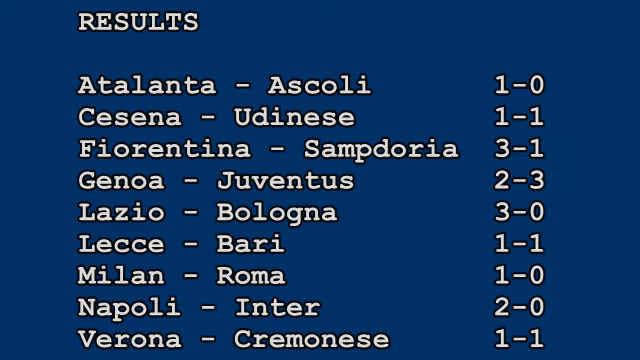 RESULTS
Atalanta - Ascoli 1-0
Cesena - Udinese 1-1
Fiorentina - Sampdoria 3-1
Genoa - Juventus 2-3
Lazio - Bologna 3-0
Lecce - Bari 1-1
Milan - Roma 1-0
Napoli - Inter 2-0
Verona - Cremonese 1-1